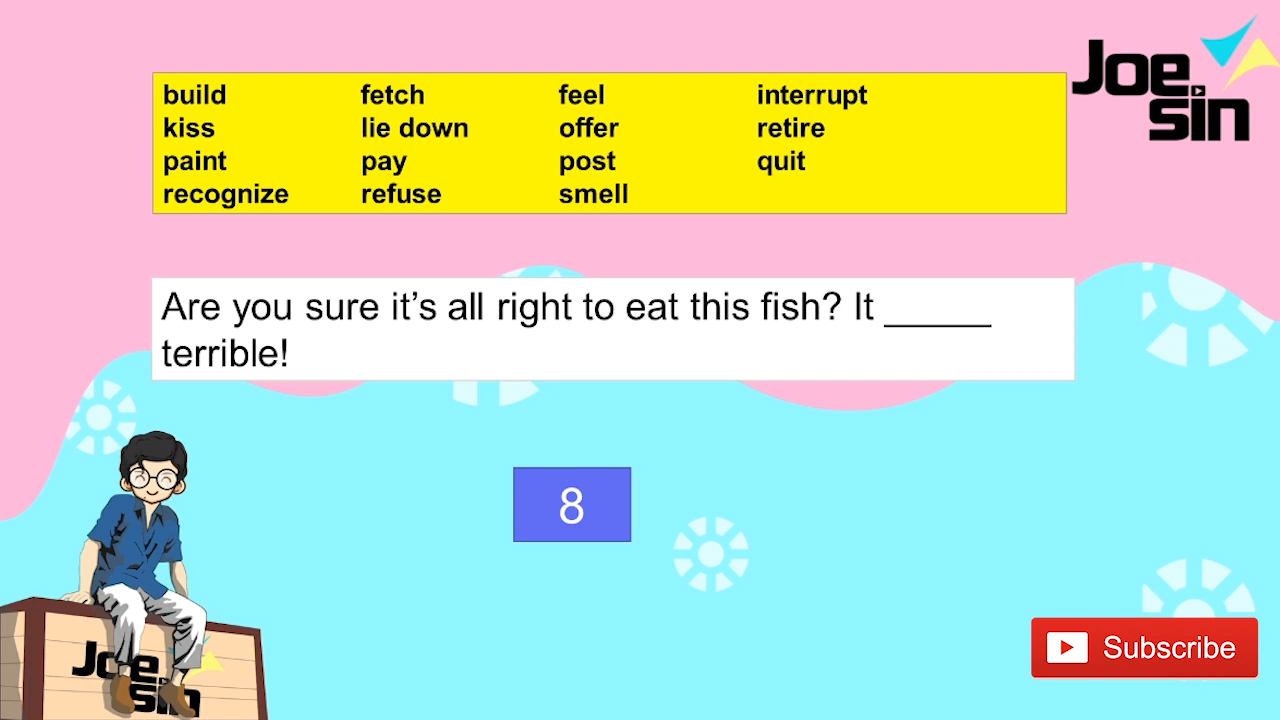 Joe
sin
build fetch feel interrupt
kiss lie down offer retire
paint pay post quit
recognize refuse smell
Are you sure it’s all right to eat this fish? It _____
terrible!
8
Joe
sin
Subscribe